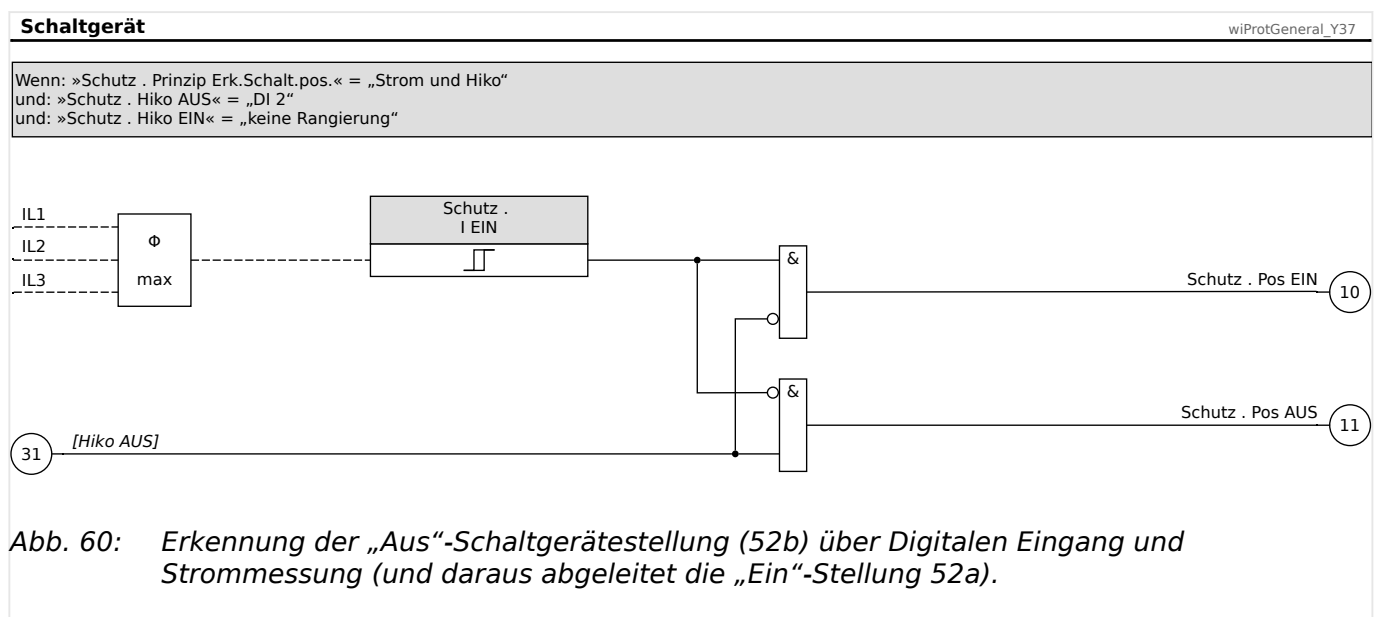 Schaltgerät
wiProtGeneral_Y37
Wenn: »Schutz . Prinzip Erk.Schalt.pos.« = „Strom und Hiko“
und: »Schutz . Hiko AUS« = „DI 2“
und: »Schutz . Hiko EIN« = „keine Rangierung“
IL1
IL2
IL3
Φ
max
Schutz .
I EIN
&
Schutz . Pos EIN
10
&
Schutz . Pos AUS
11
31
[Hiko AUS]
Abb. 60: Erkennung der „Aus“-Schaltgerätestellung (52b) über Digitalen Eingang und
Strommessung (und daraus abgeleitet die „Ein“-Stellung 52a).